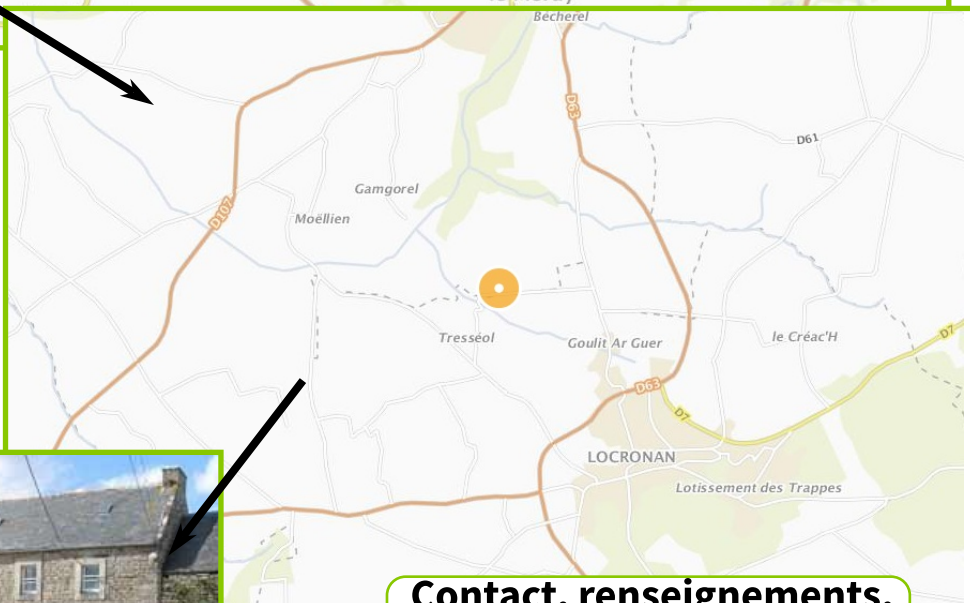 Bécherel
D63
D61
Gamgorel
D107
Moëllien
Tresséol
Goulit Ar Guer
le Créac'H
D7
D63
D7
LOCRONAN
Lotissement des Trappes
Contact, renseignements,